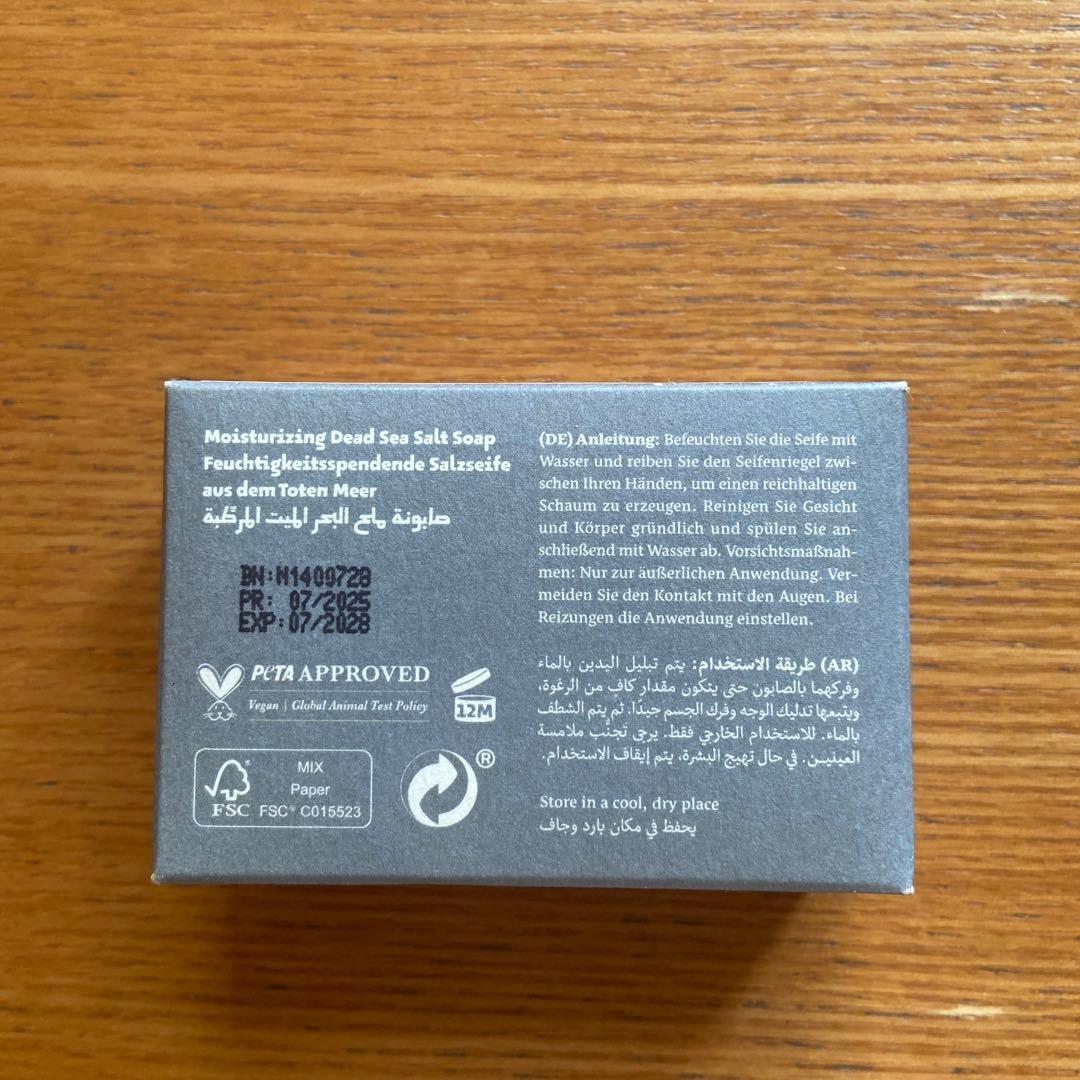 Moisturizing Dead Sea Salt Soap
Feuchtigkeitsspendende Salzseife
aus dem Toten Meer
صابونة ملح البحر الميت المرطّبة
BN:M1400728
PR: 07/2025
EXP:07/2028
PETA APPROVED
Vegan | Global Animal Test Policy
12M
FSC
MIX
Paper
FSC® C015523
®
(DE) Anleitung: Befeuchten Sie die Seife mit
Wasser und reiben Sie den Seifenriegel zwi-
schen Ihren Händen, um einen reichhaltigen
Schaum zu erzeugen. Reinigen Sie Gesicht
und Körper gründlich und spülen Sie an-
schließend mit Wasser ab. Vorsichtsmaßnah-
men: Nur zur äußerlichen Anwendung. Ver-
meiden Sie den Kontakt mit den Augen. Bei
Reizungen die Anwendung einstellen.
(AR) طريقة الاستخدام: يتم تبليل اليدين بالماء
وفركهما بالصابون حتى يتكون مقدار كافٍ من الرغوة،
ويتبعها تدليك الوجه وفرك الجسم جيدًا. ثم يتم الشطف
بالماء. للاستخدام الخارجي فقط. يرجى تَجنُّب ملامسة
العينيـن. في حال تهيج البشرة، يتم إيقاف الاستخدام.
Store in a cool, dry place
يحفظ في مكان بارد وجاف